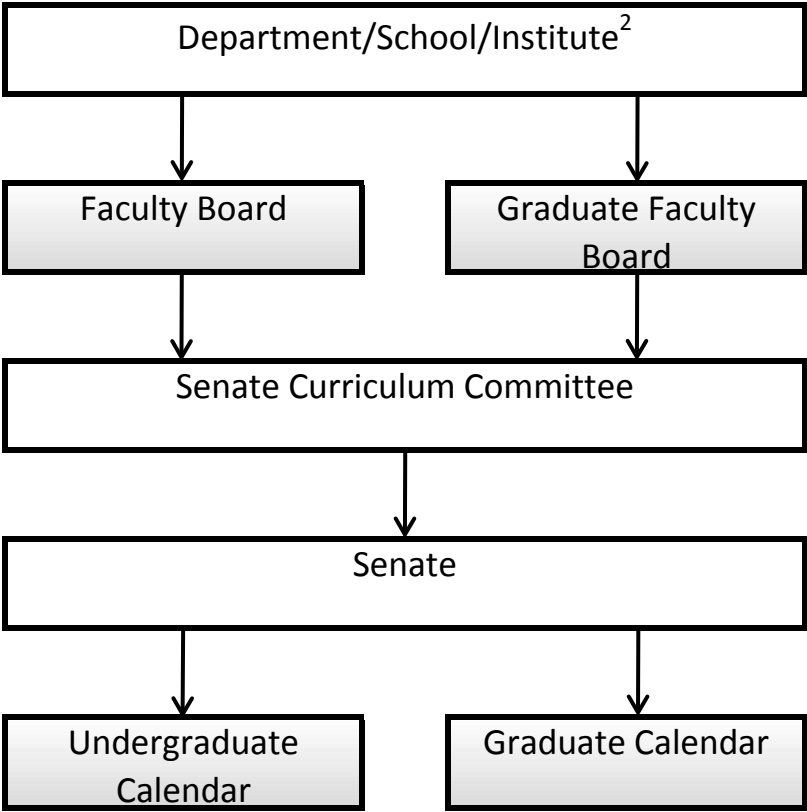 Department/School/Institute²
Faculty Board
Graduate Faculty
Board
Senate Curriculum Committee
Senate
Undergraduate
Calendar
Graduate Calendar